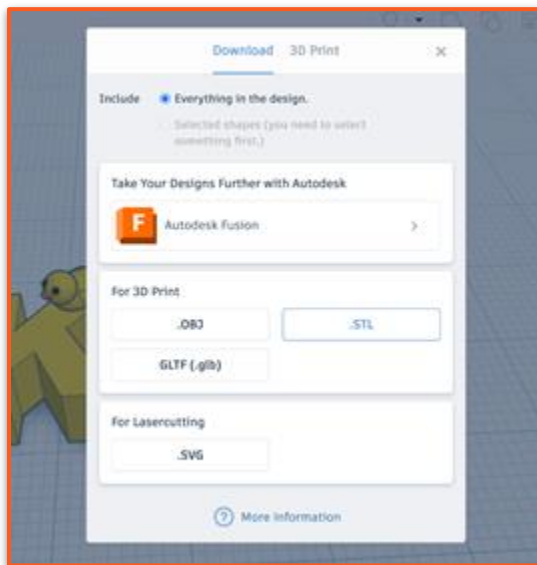 Download 3D Print
Include Everything in the design.
Selected shapes (you need to select
something first.)
Take Your Designs Further with Autodesk
F Autodesk Fusion
For 3D Print
.OBJ .STL
GLTF (.glb)
For Lasercutting
.SVG
? More information